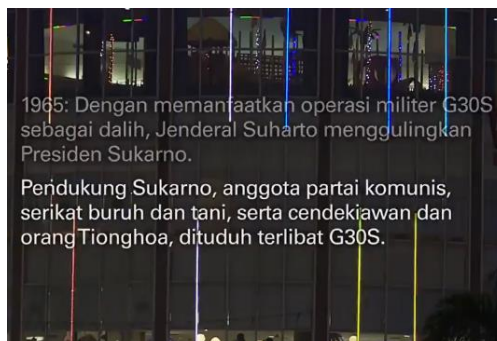 1965: Dengan memanfaatkan operasi militer G30S
sebagai dalih, Jenderal Suharto menggulingkan
Presiden Sukarno.
Pendukung Sukarno, anggota partai komunis,
serikat buruh dan tani, serta cendekiawan dan
orang Tionghoa, dituduh terlibat G30S.